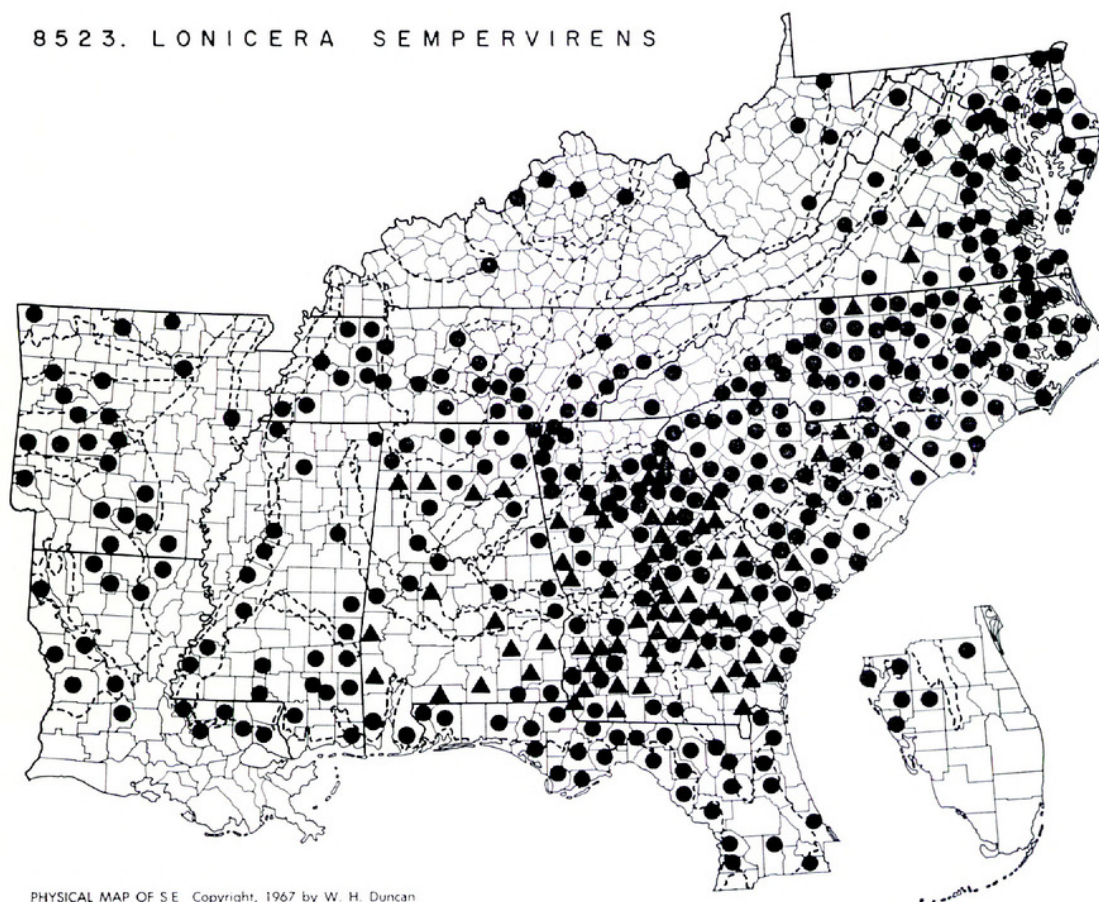 8523. LONICERA SEMPERVIRENS
PHYSICAL MAP OF S E Copyright, 1967 by W. H. Duncan